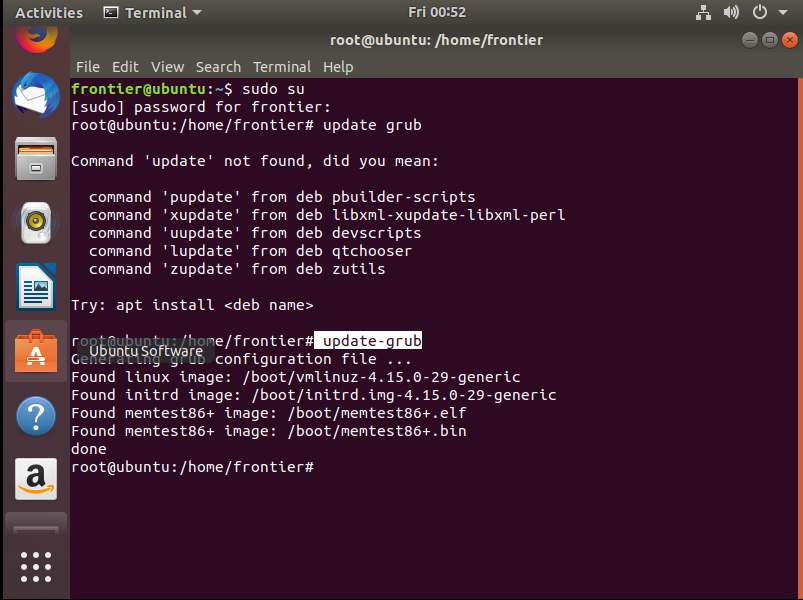 Activities Terminal Fri 00:52
root@ubuntu: /home/frontier
File Edit View Search Terminal Help
frontier@ubuntu:~$ sudo su
[sudo] password for frontier:
root@ubuntu:/home/frontier# update grub
Command 'update' not found, did you mean:
command 'pupdate' from deb pbuilder-scripts
command 'xupdate' from deb libxml-xupdate-libxml-perl
command 'uupdate' from deb devscripts
command 'lupdate' from deb qtchooser
command 'zupdate' from deb zutils
Try: apt install <deb name>
root@ubuntu:/home/frontier# update-grub
Ubuntu Software
Generating grub configuration file ...
Found linux image: /boot/vmlinuz-4.15.0-29-generic
Found initrd image: /boot/initrd.img-4.15.0-29-generic
Found memtest86+ image: /boot/memtest86+.elf
Found memtest86+ image: /boot/memtest86+.bin
done
root@ubuntu:/home/frontier#